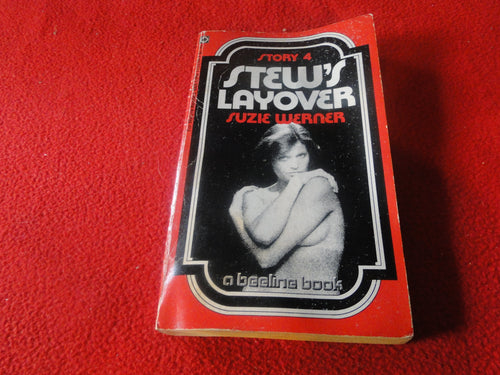 STORY 4
STEW'S
LAYOVER
SUZIE WERNER
a beeline book